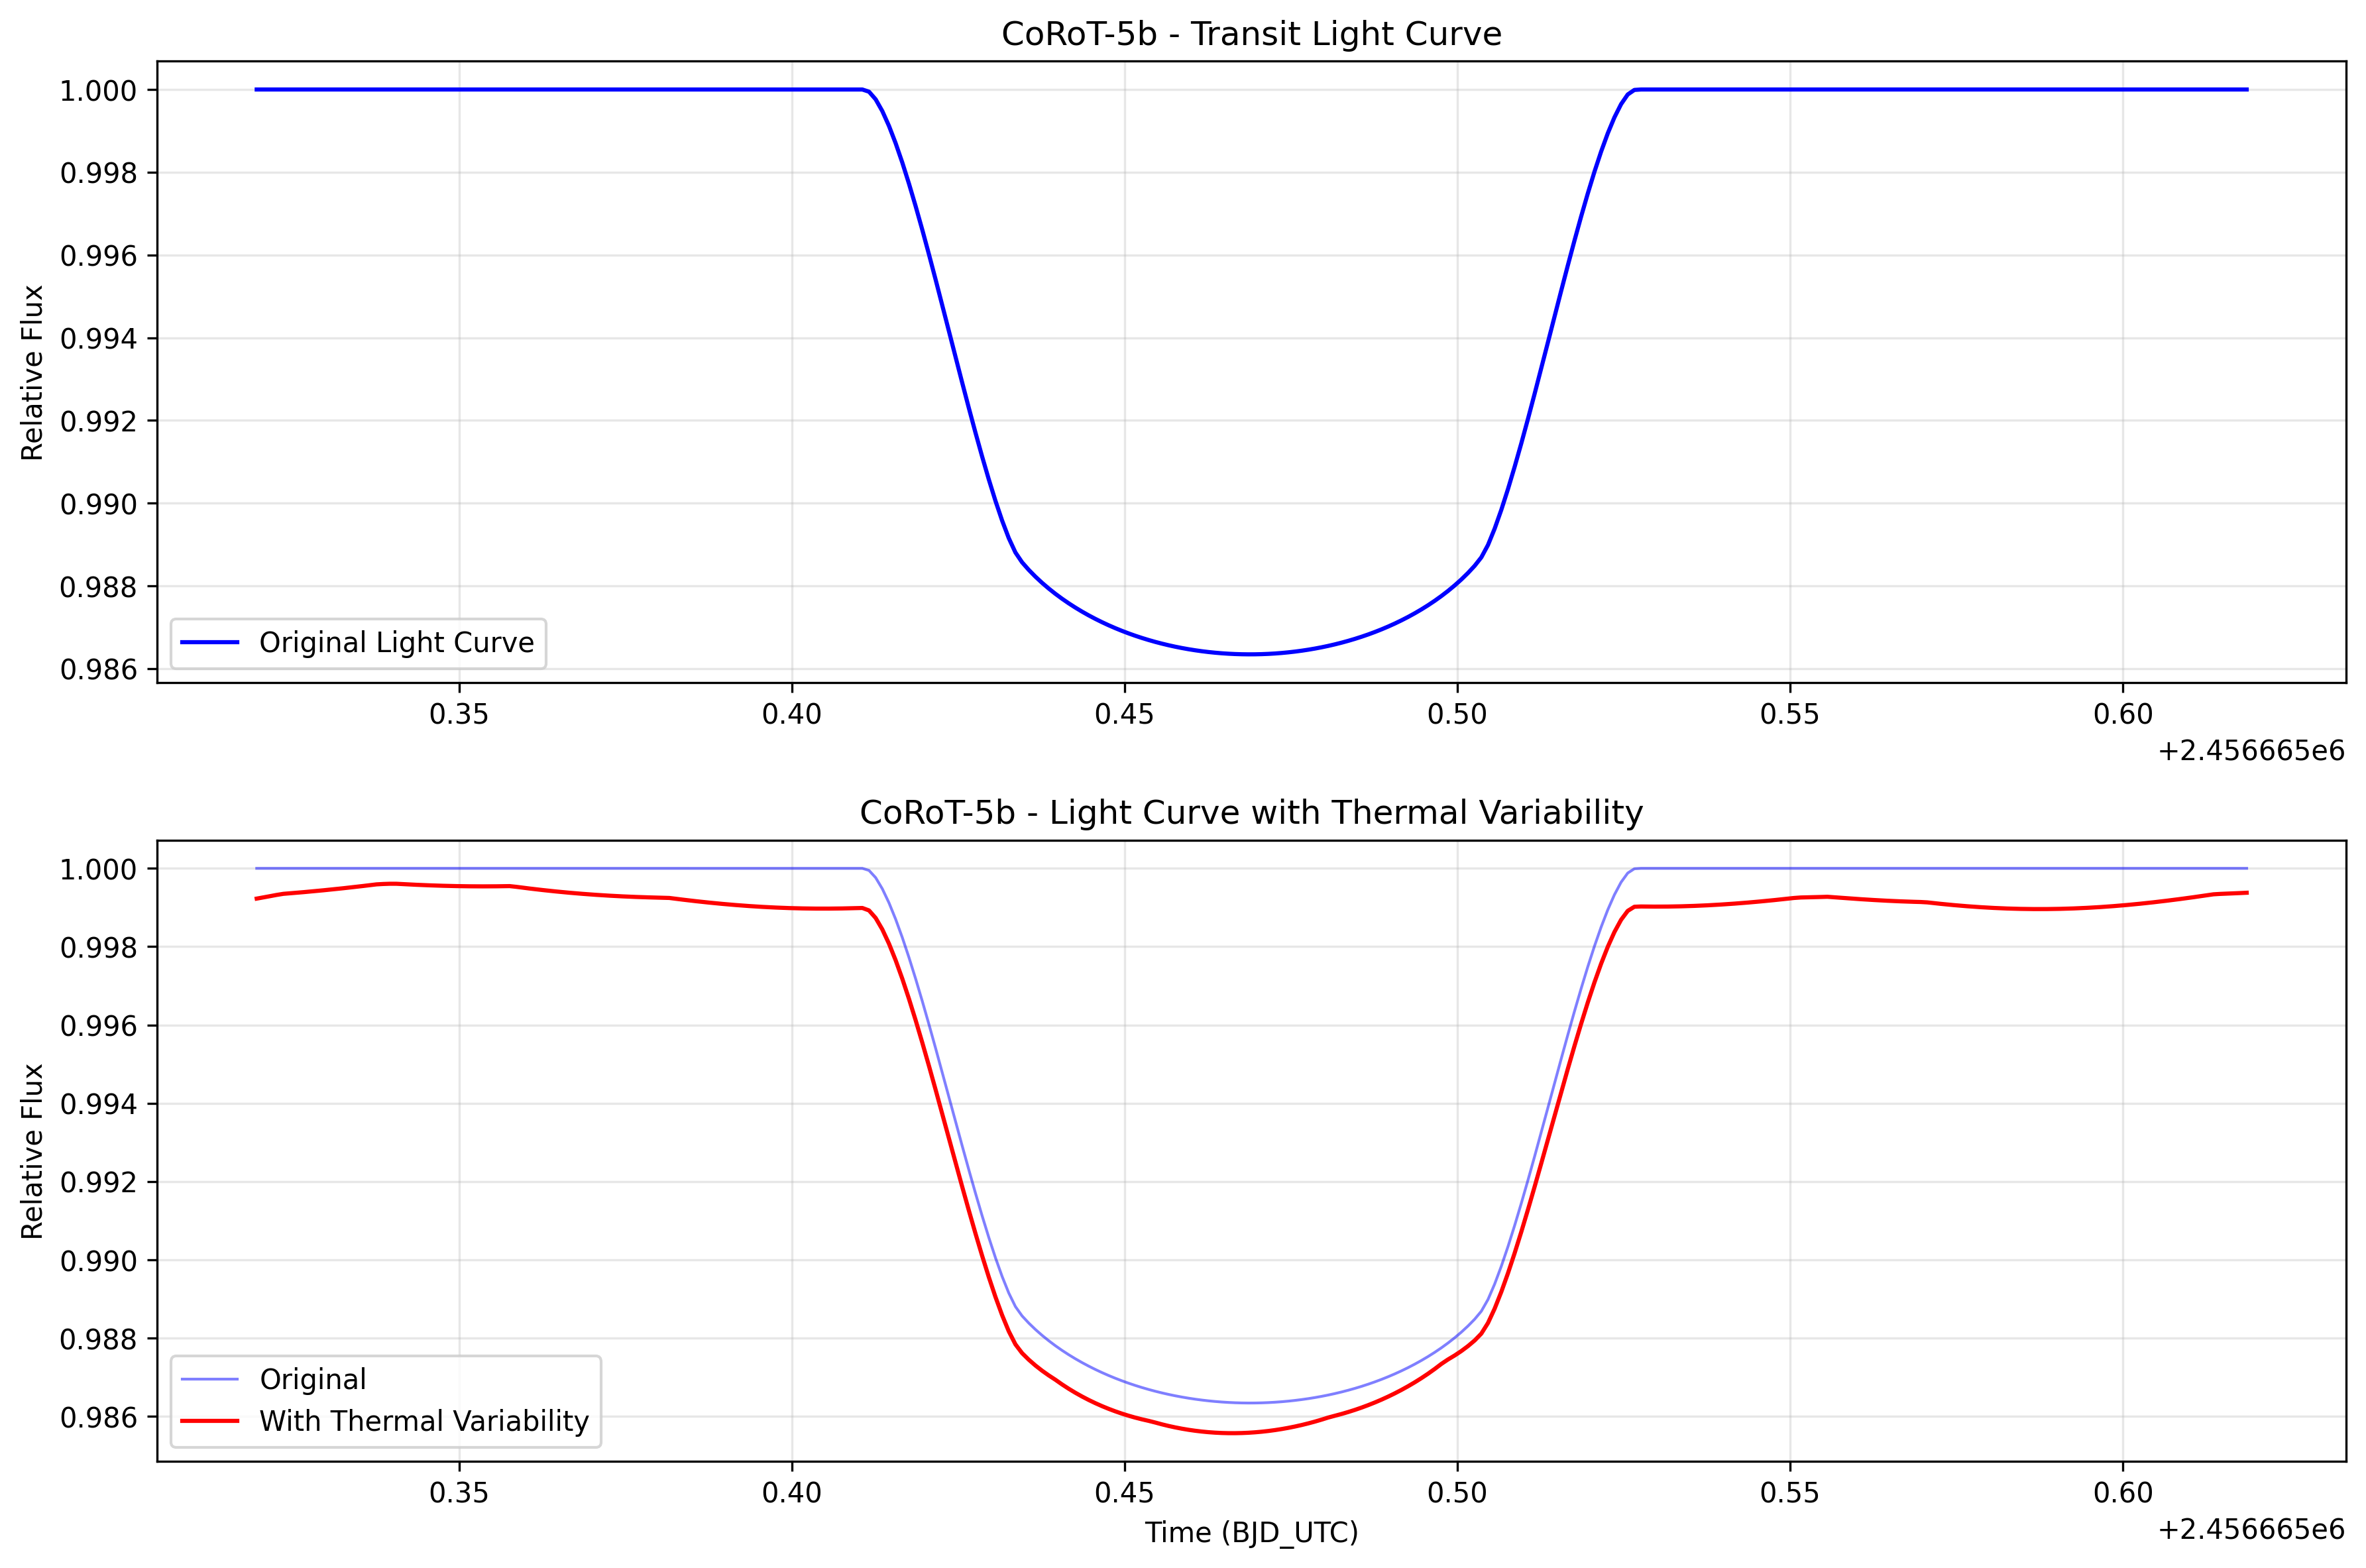 CoRoT-5b - Transit Light Curve
Relative Flux
1.000
0.998
0.996
0.994
0.992
0.990
0.988
0.986
Original Light Curve
0.35 0.40 0.45 0.50 0.55 0.60
+2.456665e6
CoRoT-5b - Light Curve with Thermal Variability
Relative Flux
1.000
0.998
0.996
0.994
0.992
0.990
0.988
0.986
Original
With Thermal Variability
0.35 0.40 0.45 0.50 0.55 0.60
Time (BJD_UTC)
+2.456665e6